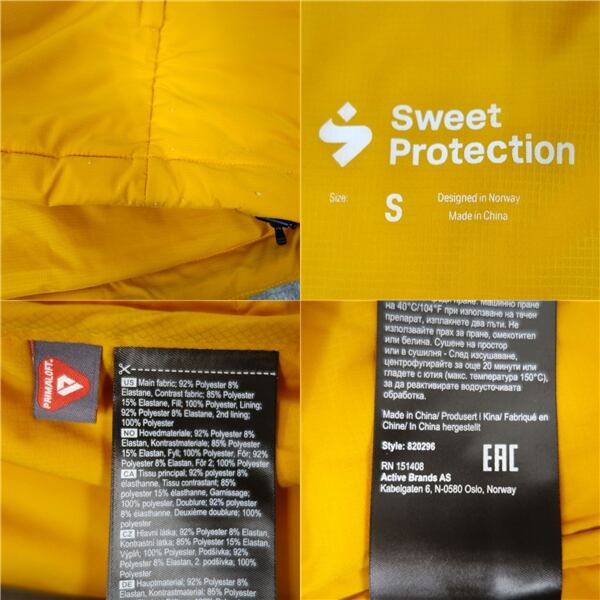 Sweet
Protection
Size:
S
Designed in Norway
Made in China
PRIMALOFT®
US Main fabric; 92% Polyester 8%
Elastane, Contrast fabric; 85% Polyester
15% Elastane, Fill; 100% Polyester, Lining;
92% Polyester 8% Elastane, 2nd lining;
100% Polyester
NO Hovedmateriale; 92% Polyester 8%
Elastan, Kontrastmateriale; 85% Polyester
15% Elastan, Fyll; 100% Polyester, Fôr; 92%
Polyester 8% Elastan, Fôr 2; 100% Polyester
CA Tissu principal; 92% polyester 8%
élasthanne, Tissu contrastant; 85%
polyester 15% élasthanne, Garnissage;
100% polyester, Doublure; 92% polyester
8% élasthanne, Deuxième doublure; 100%
polyester
CZ Hlavní látka; 92% Polyester 8% Elastan,
Kontrastní látka; 85% Polyester 15% Elastan,
Výplň; 100% Polyester, Podšívka; 92%
Polyester 8% Elastan, 2. podšívka; 100%
Polyester
DE Hauptmaterial; 92% Polyester 8%
Elastan, Kontrastmaterial; 85% Polyester
пране. Машинно пране
на 40°C/104°F при използване на течен
препарат, изплакнете два пъти. Не
използвайте прах за пране, омекотител
или белина. Сушене на простор
или в сушилня - След изсушаване,
центрофугирайте за още 20 минути или
гладете с ютия (макс. температура 150°C),
за да реактивирате водоустойчивата
обработка.
Made in China/ Produsert i Kina/ Fabriqué en
Chine/ In China hergestellt
Style: 820296
EAC
RN 151408
Active Brands AS
Kabelgaten 6, N-0580 Oslo, Norway